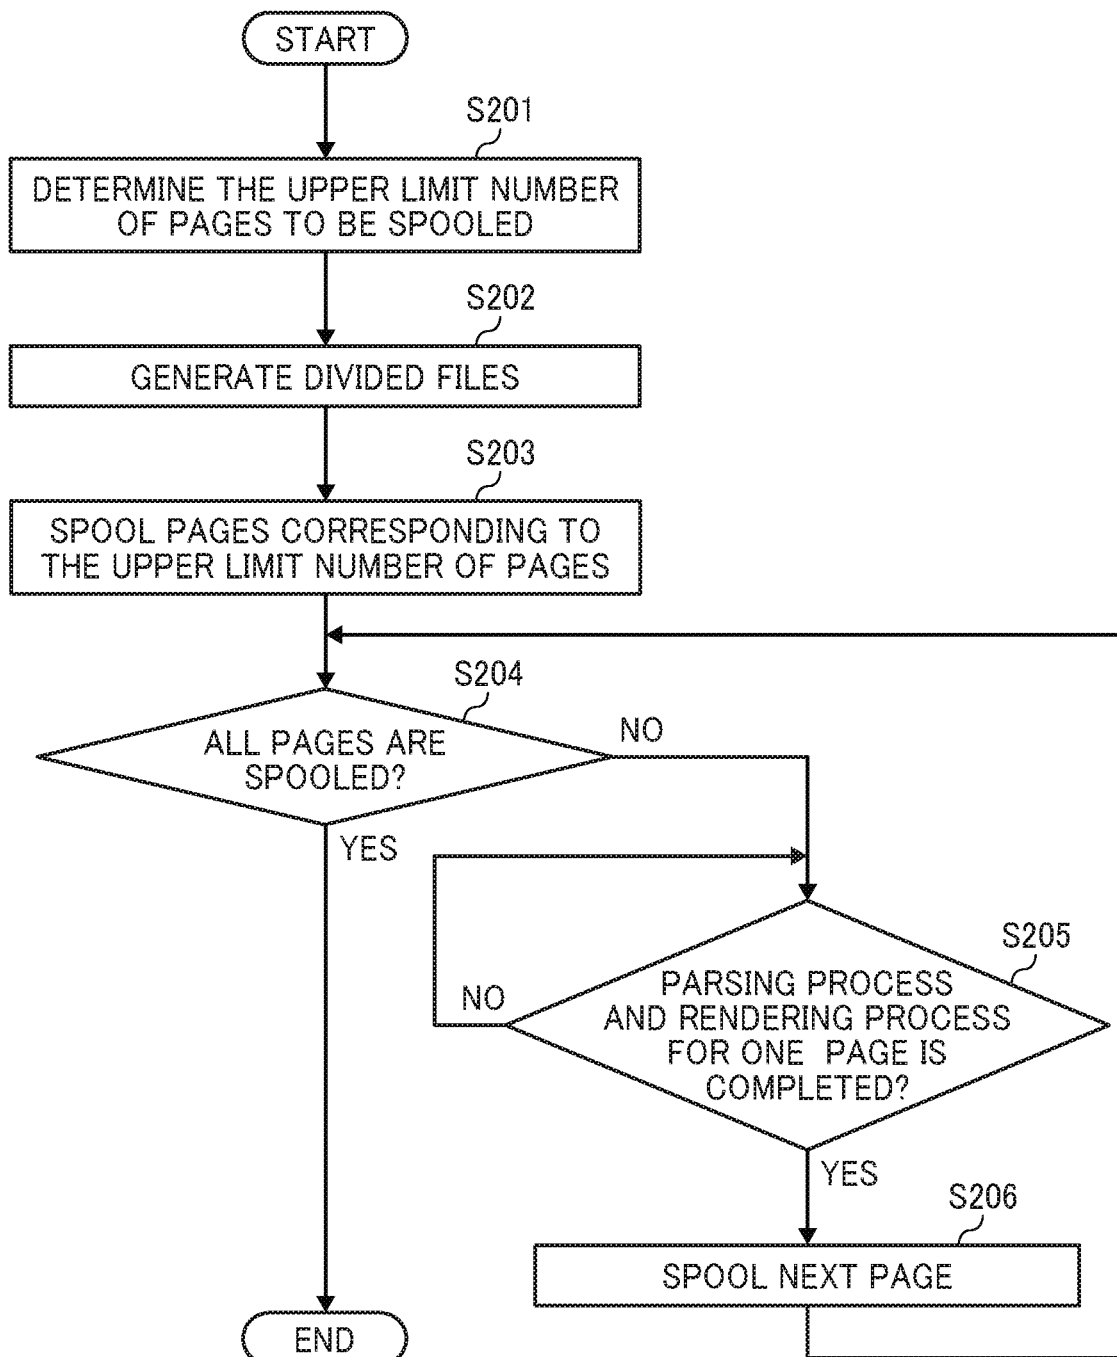 START
S201
DETERMINE THE UPPER LIMIT NUMBER
OF PAGES TO BE SPOOLED
S202
GENERATE DIVIDED FILES
S203
SPOOL PAGES CORRESPONDING TO
THE UPPER LIMIT NUMBER OF PAGES
S204
ALL PAGES ARE
SPOOLED?
NO
YES
S205
PARSING PROCESS
AND RENDERING PROCESS
FOR ONE PAGE IS
COMPLETED?
NO
YES
S206
SPOOL NEXT PAGE
END